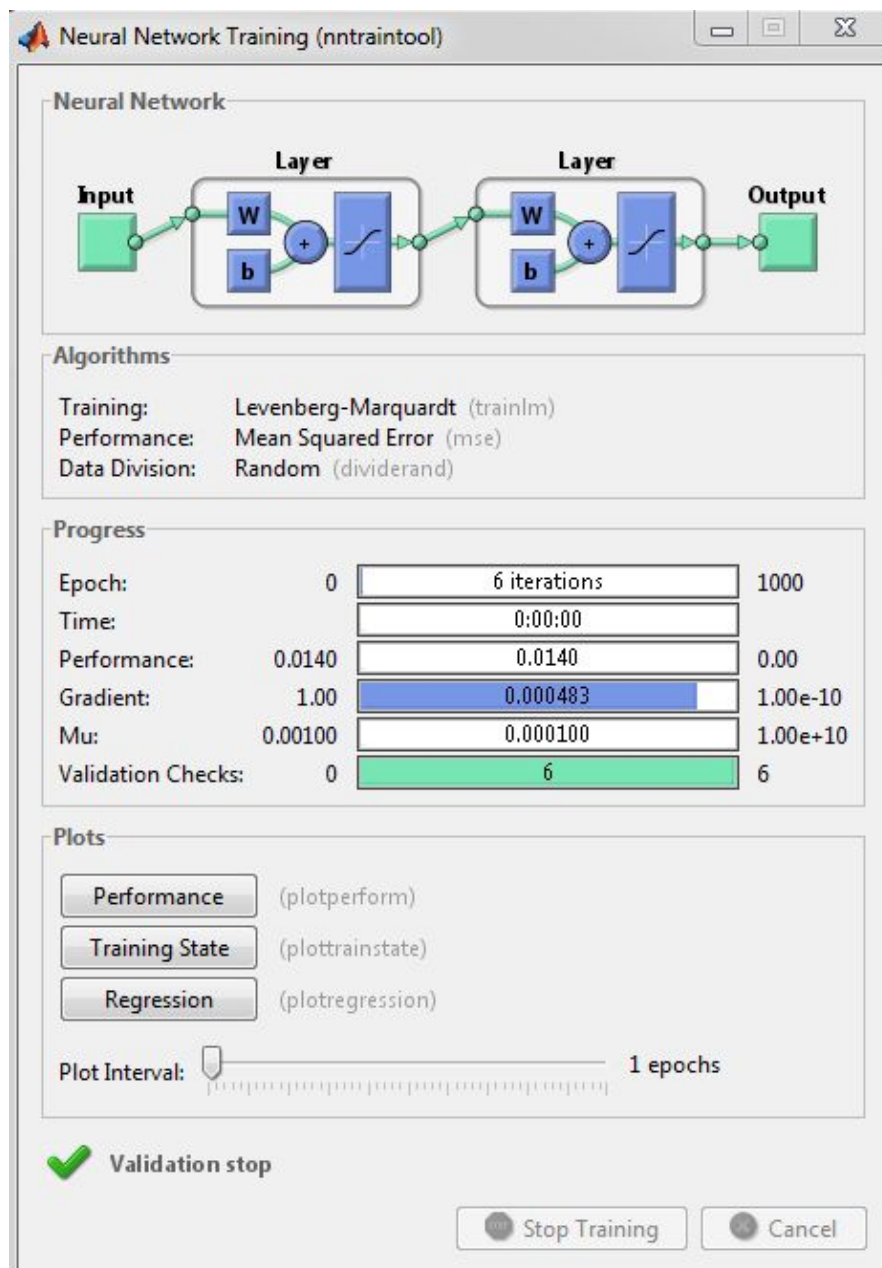 Neural Network Training (nntraintool)
Neural Network
Layer
Layer
Input
Output
W
b
+
W
b
+
Algorithms
Training: Levenberg-Marquardt (trainlm)
Performance: Mean Squared Error (mse)
Data Division: Random (dividerand)
Progress
Epoch: 0 6 iterations 1000
Time: 0:00:00
Performance: 0.0140 0.0140 0.00
Gradient: 1.00 0.000483 1.00e-10
Mu: 0.00100 0.000100 1.00e+10
Validation Checks: 0 6 6
Plots
Performance (plotperform)
Training State (plottrainstate)
Regression (plotregression)
Plot Interval: 1 epochs
Validation stop
Stop Training Cancel